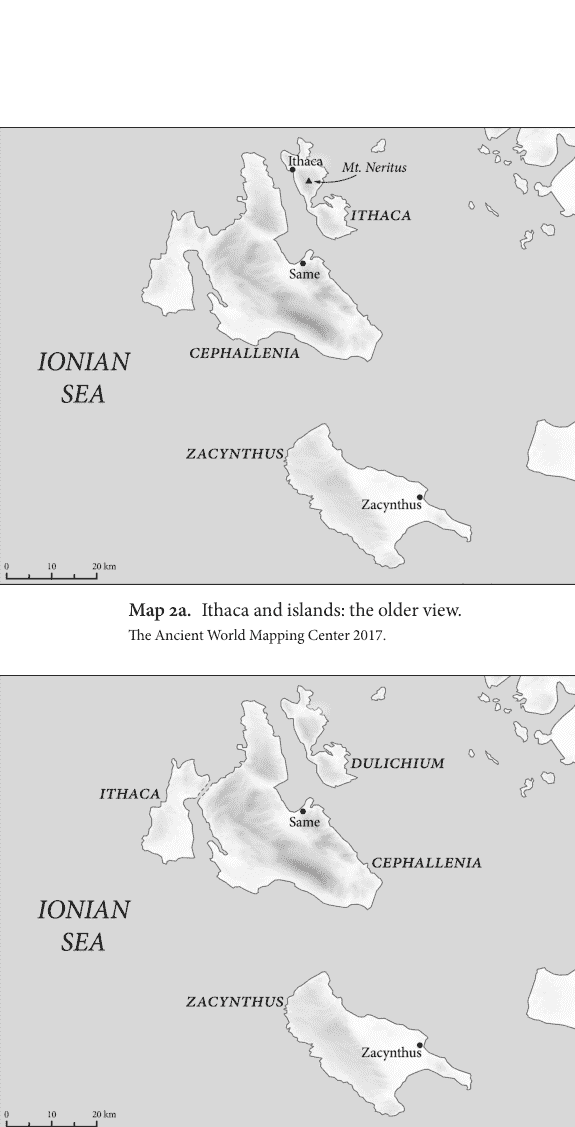 Ithaca
Mt. Neritus
ITHACA
Same
IONIAN
SEA
CEPHALLENIA
ZACYNTHUS
Zacynthus
0 10 20 km
Map 2a. Ithaca and islands: the older view.
The Ancient World Mapping Center 2017.
DULICHIUM
ITHACA
Same
CEPHALLENIA
IONIAN
SEA
ZACYNTHUS
Zacynthus
0 10 20 km